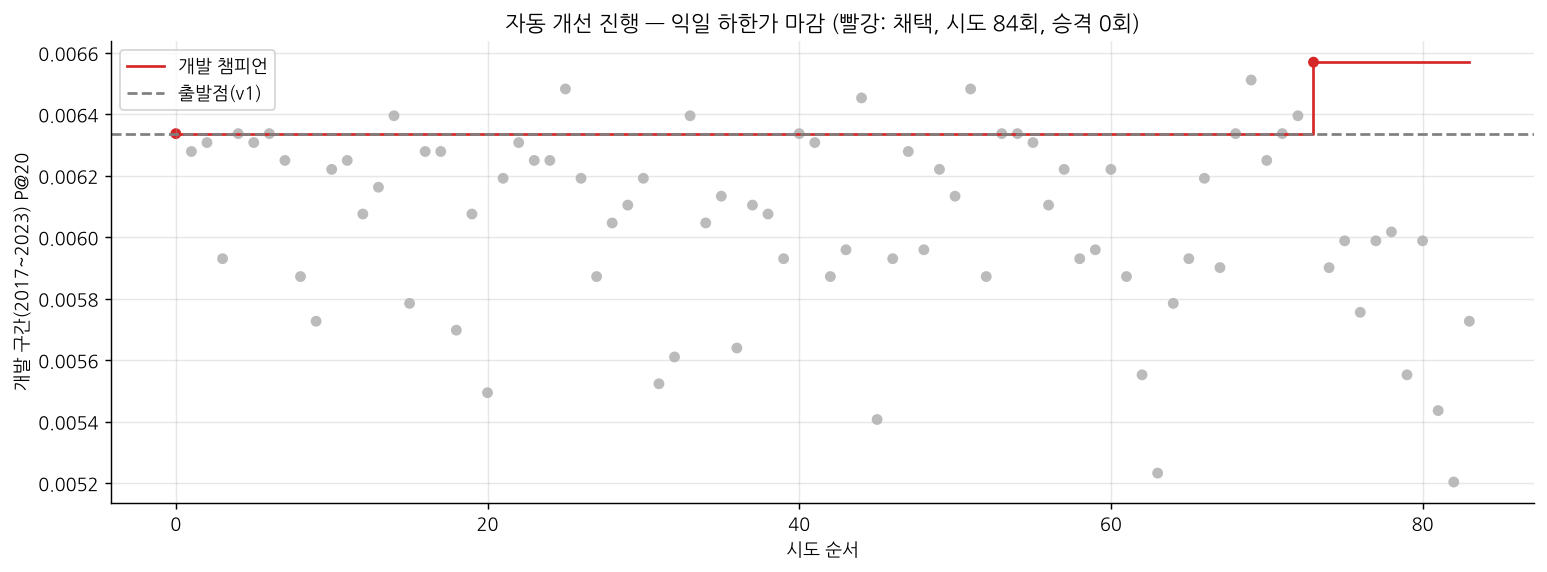 자동 개선 진행 — 익일 하한가 마감 (빨강: 채택, 시도 84회, 승격 0회)
개발 챔피언
출발점(v1)
개발 구간(2017~2023) P@20
0.0066
0.0064
0.0062
0.0060
0.0058
0.0056
0.0054
0.0052
0
20
40
60
80
시도 순서